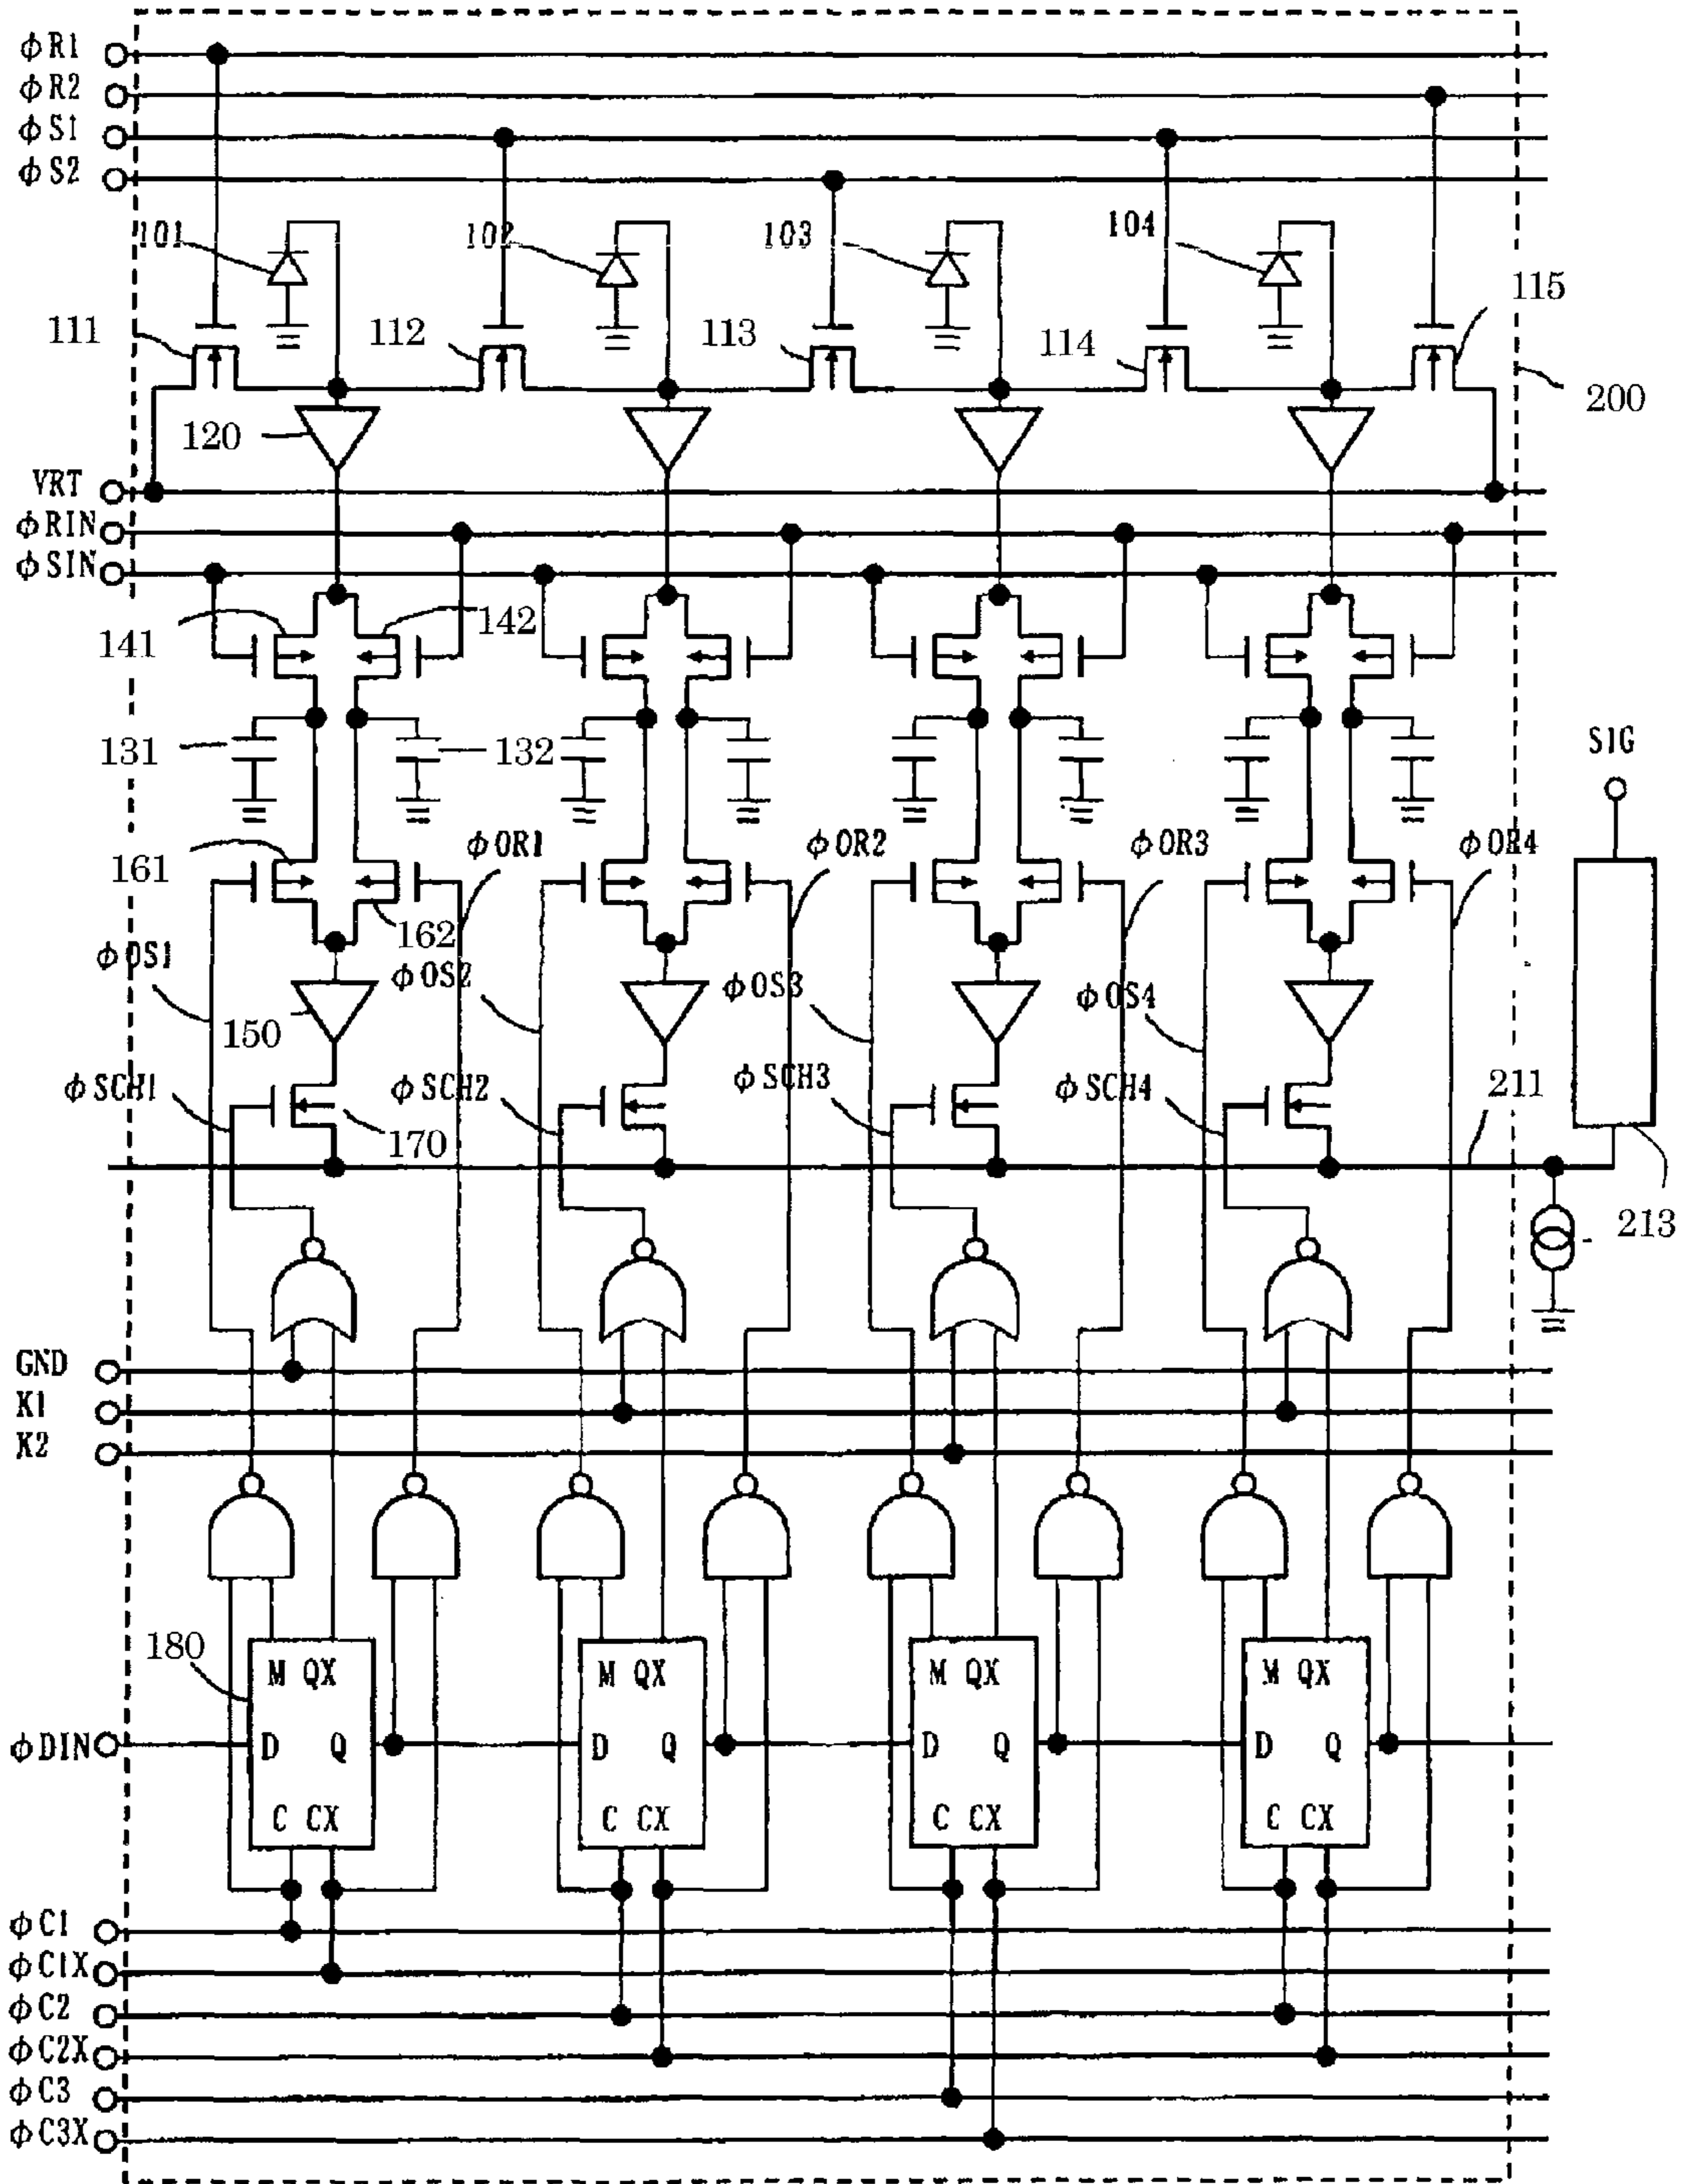 φR1
φR2
φS1
φS2
101
102
103
104
111
112
113
114
115
200
120
VRT
φRIN
φSIN
141
142
131
132
SIG
161
φOR1
φOR2
φOR3
φOR4
162
φOS1
φOS2
φOS3
φOS4
150
φSCH1
φSCH2
φSCH3
φSCH4
170
211
213
GND
K1
K2
180
M QX
M QX
M QX
M QX
φDIN
D Q
D Q
D Q
D Q
C CX
C CX
C CX
C CX
φC1
φC1X
φC2
φC2X
φC3
φC3X